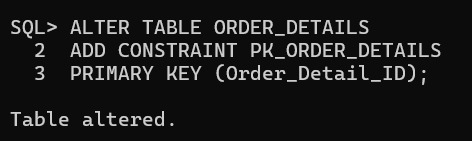 SQL> ALTER TABLE ORDER_DETAILS
  2  ADD CONSTRAINT PK_ORDER_DETAILS
  3  PRIMARY KEY (Order_Detail_ID);
Table altered.